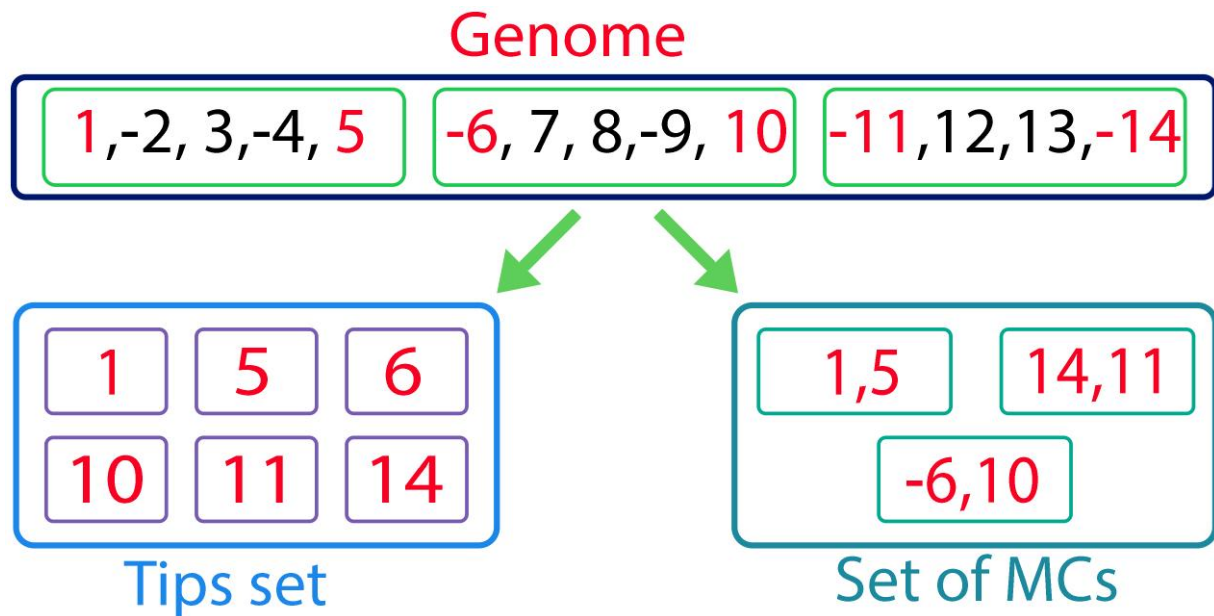 Genome
1,-2, 3,-4, 5 -6, 7, 8,-9, 10 -11,12,13,-14
1 5 6 1,5 14,11
10 11 14 -6,10
Tips set Set of MCs